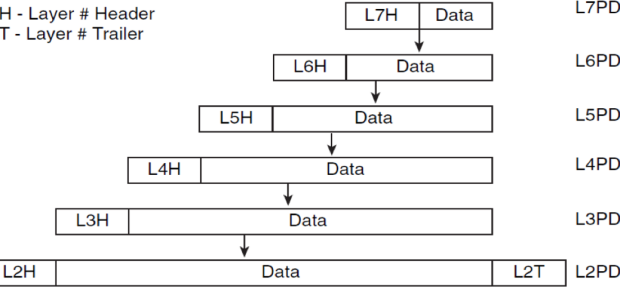 H - Layer # Header
T - Layer # Trailer
L7H Data L7PD
L6H Data L6PD
L5H Data L5PD
L4H Data L4PD
L3H Data L3PD
L2H Data L2T L2PD